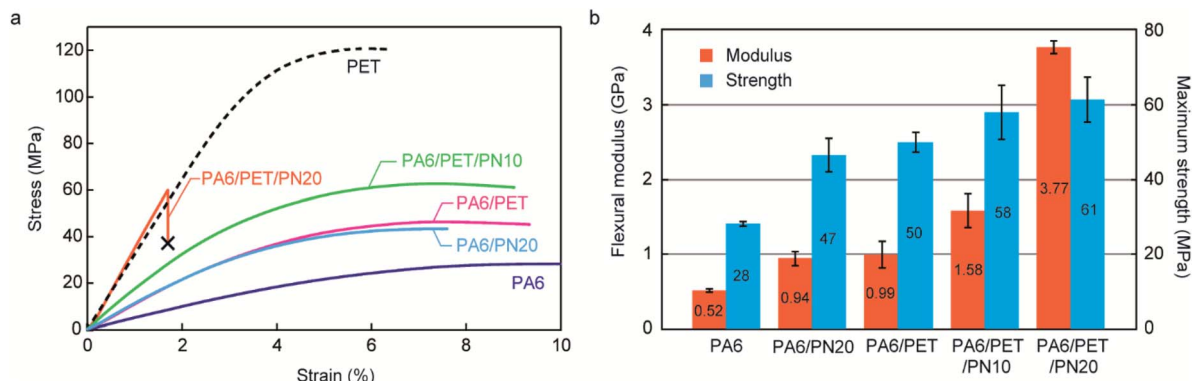 a
Stress (MPa)
120
100
80
60
40
20
0
0
2
4
6
8
10
Strain (%)
PET
PA6/PET/PN20
PA6/PET/PN10
PA6/PET
PA6/PN20
PA6
b
Flexural modulus (GPa)
4
3
2
1
0
Modulus
Strength
0.52
28
0.94
47
0.99
50
1.58
58
3.77
61
PA6
PA6/PN20
PA6/PET
PA6/PET
/PN10
PA6/PET
/PN20
80
60
40
20
0
Maximum strength (MPa)